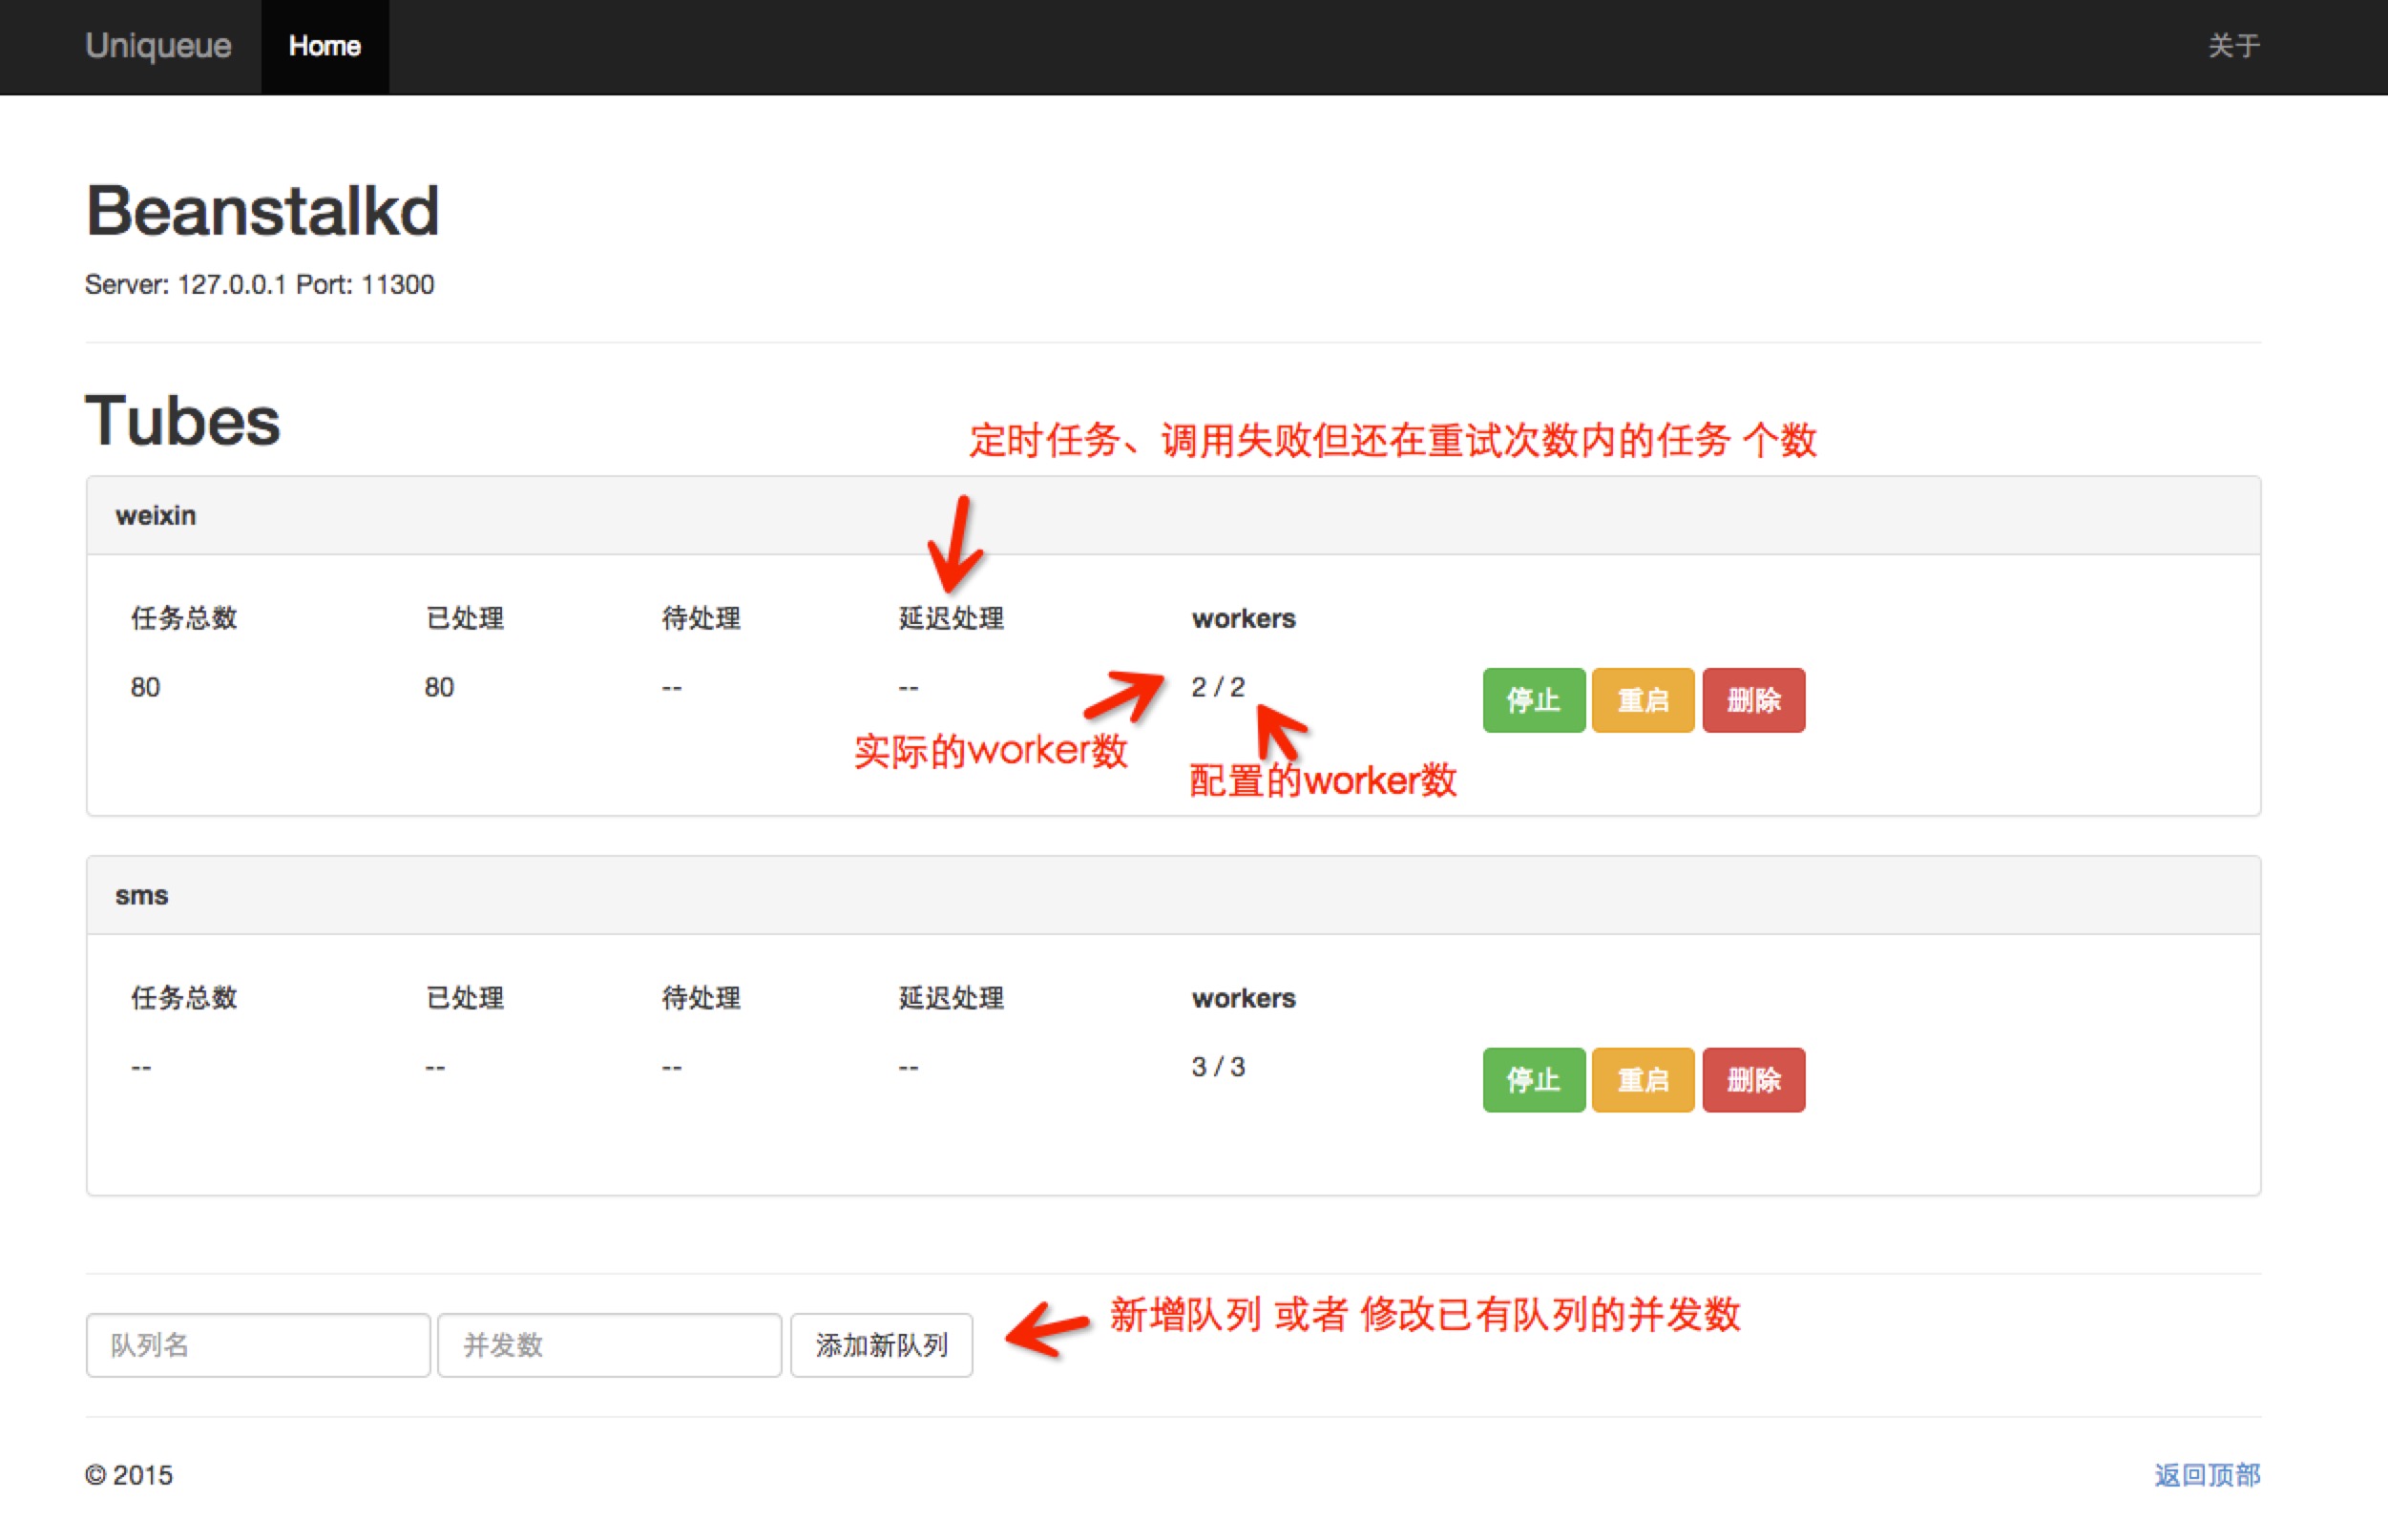 Uniqueue Home 关于
Beanstalkd
Server: 127.0.0.1 Port: 11300
Tubes
定时任务、调用失败但还在重试次数内的任务 个数
weixin
任务总数 已处理 待处理 延迟处理 workers
80 80 -- -- 2 / 2 停止 重启 删除
实际的worker数
配置的worker数
sms
任务总数 已处理 待处理 延迟处理 workers
-- -- -- -- 3 / 3 停止 重启 删除
新增队列 或者 修改已有队列的并发数
队列名 并发数 添加新队列
© 2015 返回顶部